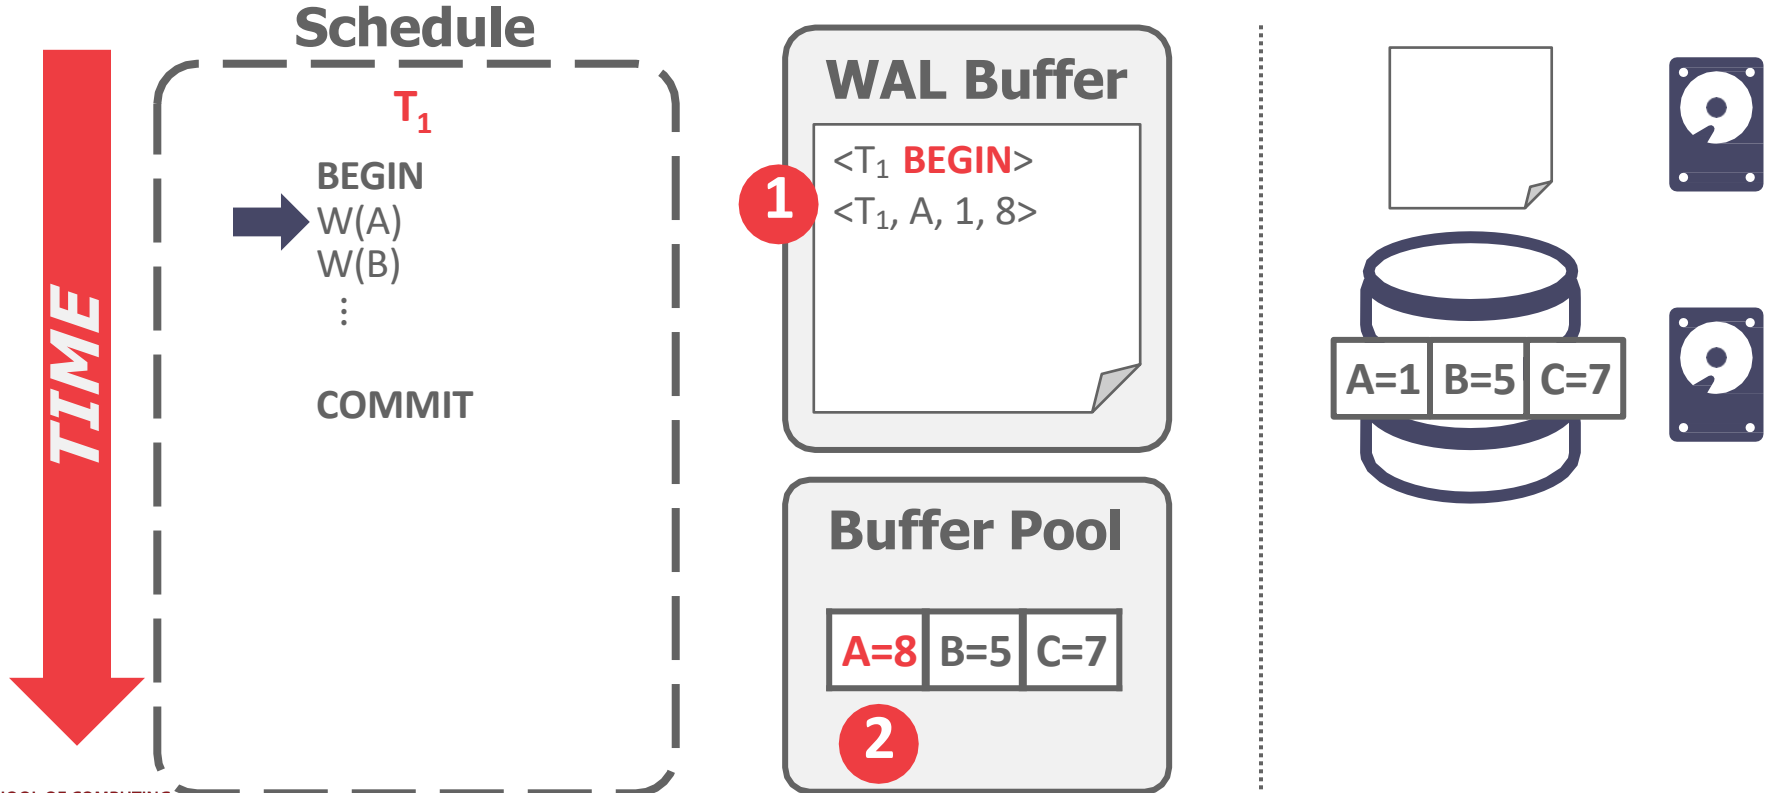 Schedule
TIME
T1
BEGIN
W(A)
W(B)
⋮
COMMIT
WAL Buffer
1
<T1 BEGIN>
<T1, A, 1, 8>
Buffer Pool
A=8 B=5 C=7
2
A=1 B=5 C=7